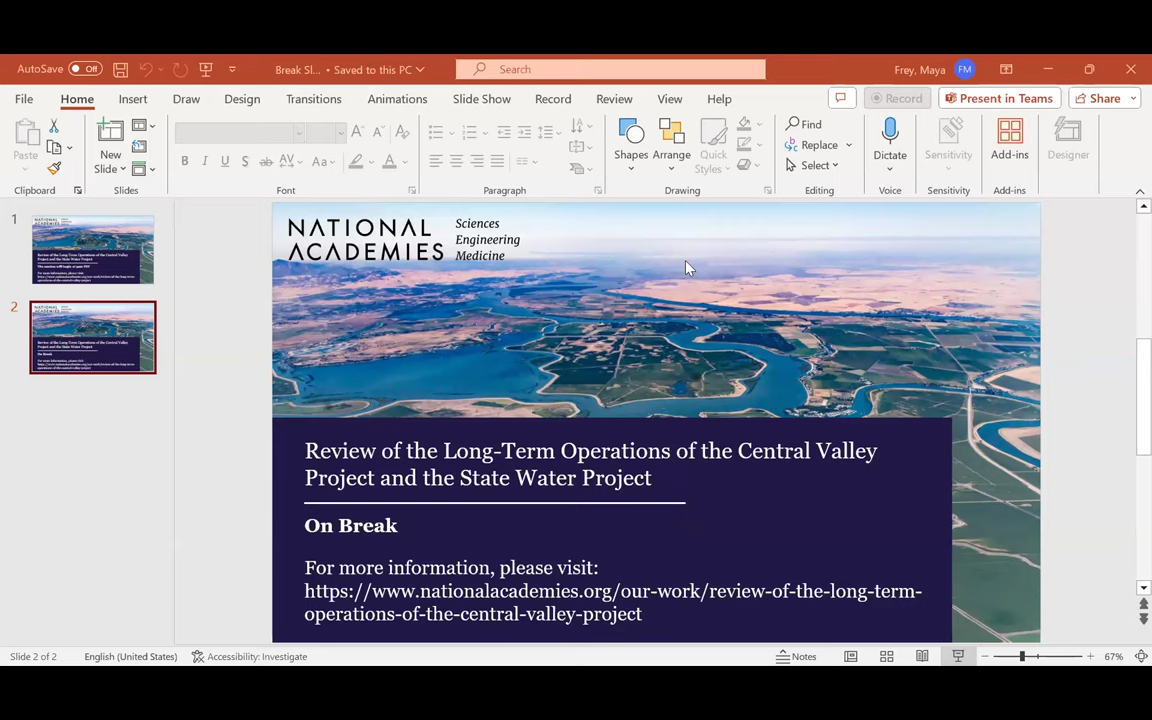 AutoSave Off
Break Sl... • Saved to this PC
Search
Frey, Maya FM
File Home Insert Draw Design Transitions Animations Slide Show Record Review View Help
Record Present in Teams Share
Paste
New
Slide
Shapes Arrange Quick
Styles
Find
Replace
Select
Dictate Sensitivity Add-ins Designer
Clipboard Slides Font Paragraph Drawing Editing Voice Sensitivity Add-ins
1
2
NATIONAL
ACADEMIES
Sciences
Engineering
Medicine
Review of the Long-Term Operations of the Central Valley
Project and the State Water Project
On Break
For more information, please visit:
https://www.nationalacademies.org/our-work/review-of-the-long-term-
operations-of-the-central-valley-project
Slide 2 of 2 English (United States) Accessibility: Investigate Notes 67%